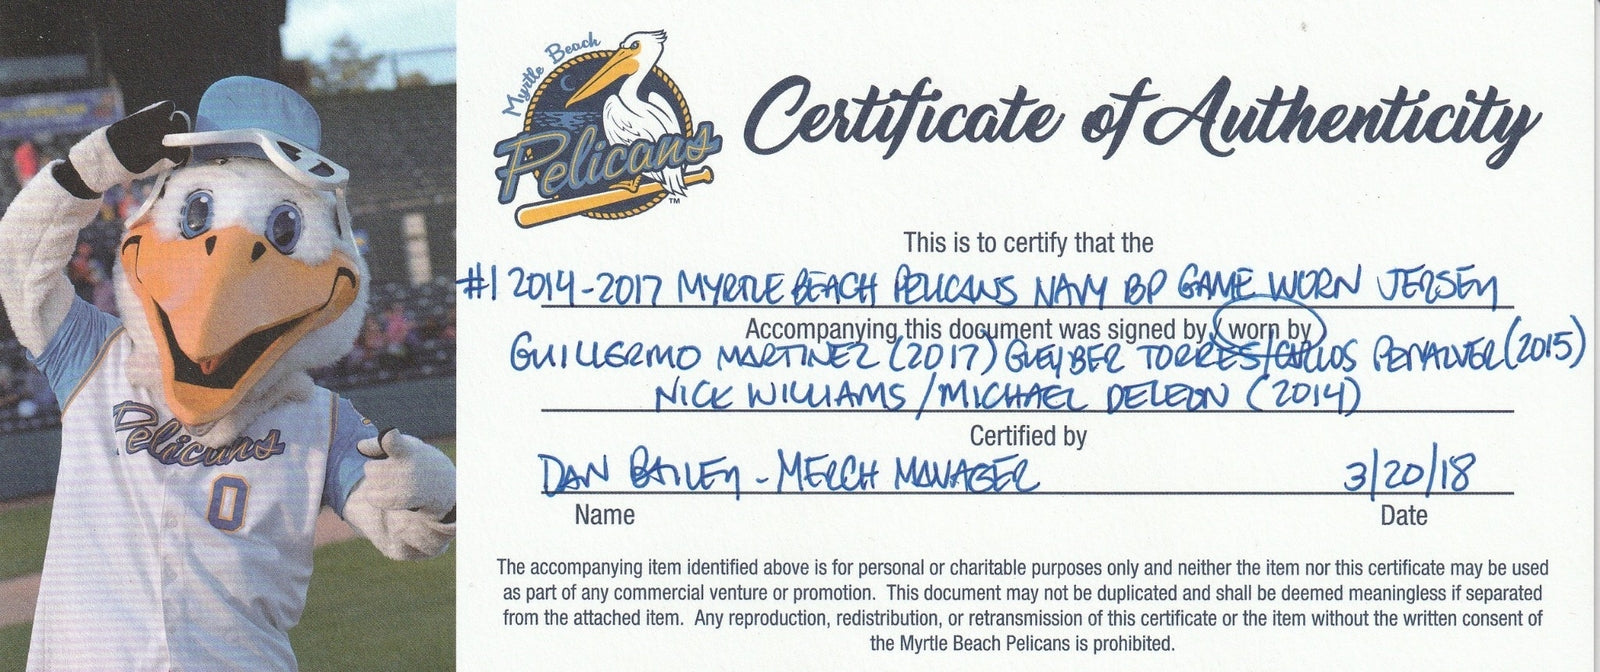 Myrtle Beach
Pelicans
TM
Certificate of Authenticity
This is to certify that the
#1 2014-2017 MYRTLE BEACH PELICANS NAVY BP GAME WORN JERSEY
Accompanying this document was signed by / worn by
GUILLERMO MARTINEZ (2017) GLEYBER TORRES/CARLOS PENALVER (2015)
NICK WILLIAMS / MICHAEL DELEON (2014)
Certified by
DAN BAILEY - MERCH MANAGER 3/20/18
Name Date
The accompanying item identified above is for personal or charitable purposes only and neither the item nor this certificate may be used
as part of any commercial venture or promotion. This document may not be duplicated and shall be deemed meaningless if separated
from the attached item. Any reproduction, redistribution, or retransmission of this certificate or the item without the written consent of
the Myrtle Beach Pelicans is prohibited.
Pelicans
0